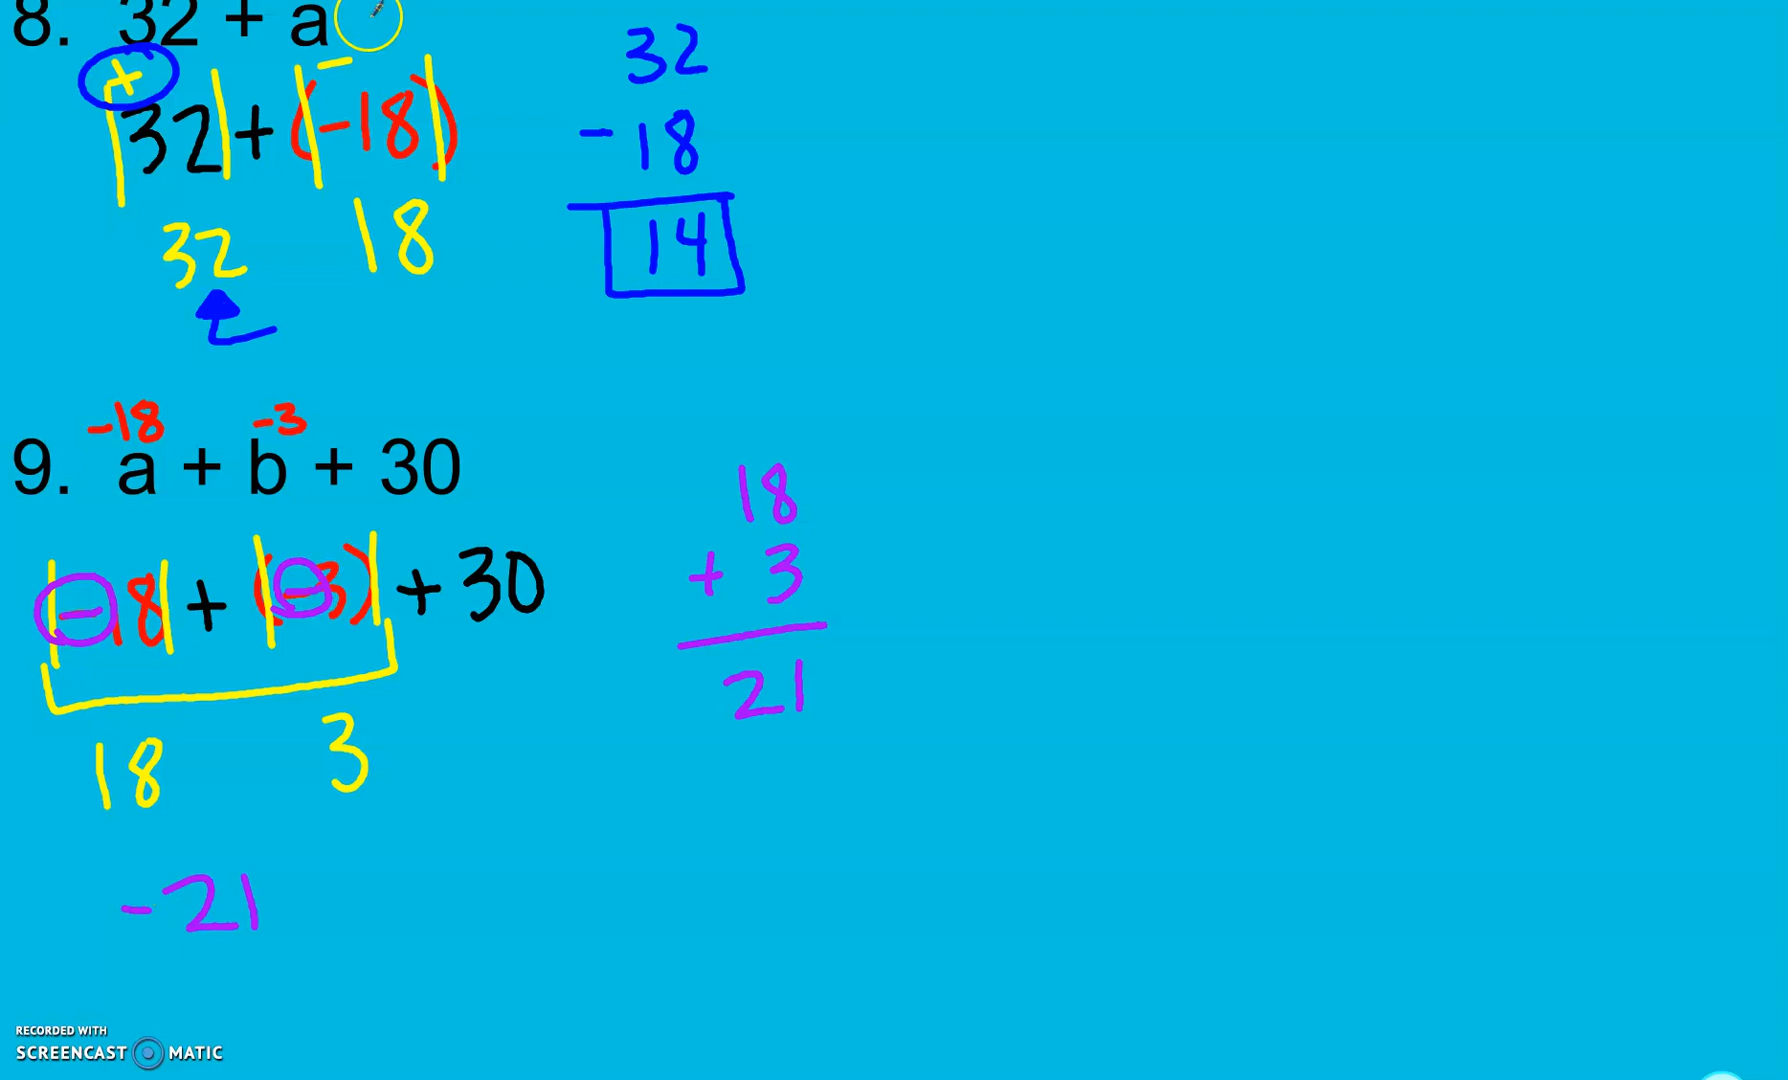 8. 32 + a
+ −
|32| + |(-18)|
32 18
32
- 18
14
-18 -3
9. a + b + 30
|-18| + |(-3)| + 30
18 3
-21
18
+ 3
21
RECORDED WITH
SCREENCAST MATIC